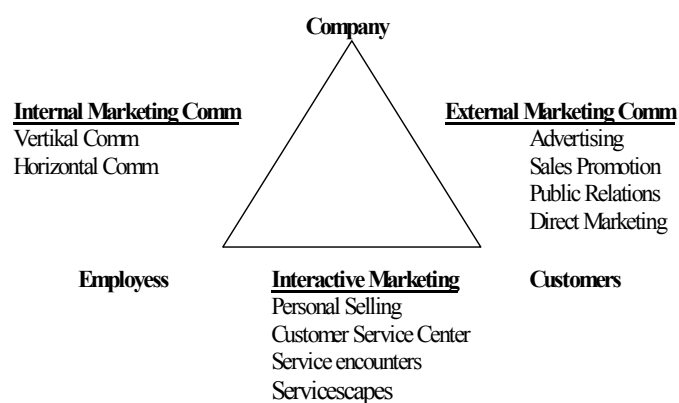 Company
Internal Marketing Comm
Vertikal Comm
Horizontal Comm
External Marketing Comm
Advertising
Sales Promotion
Public Relations
Direct Marketing
Employess
Interactive Marketing
Personal Selling
Customer Service Center
Service encounters
Servicescapes
Customers